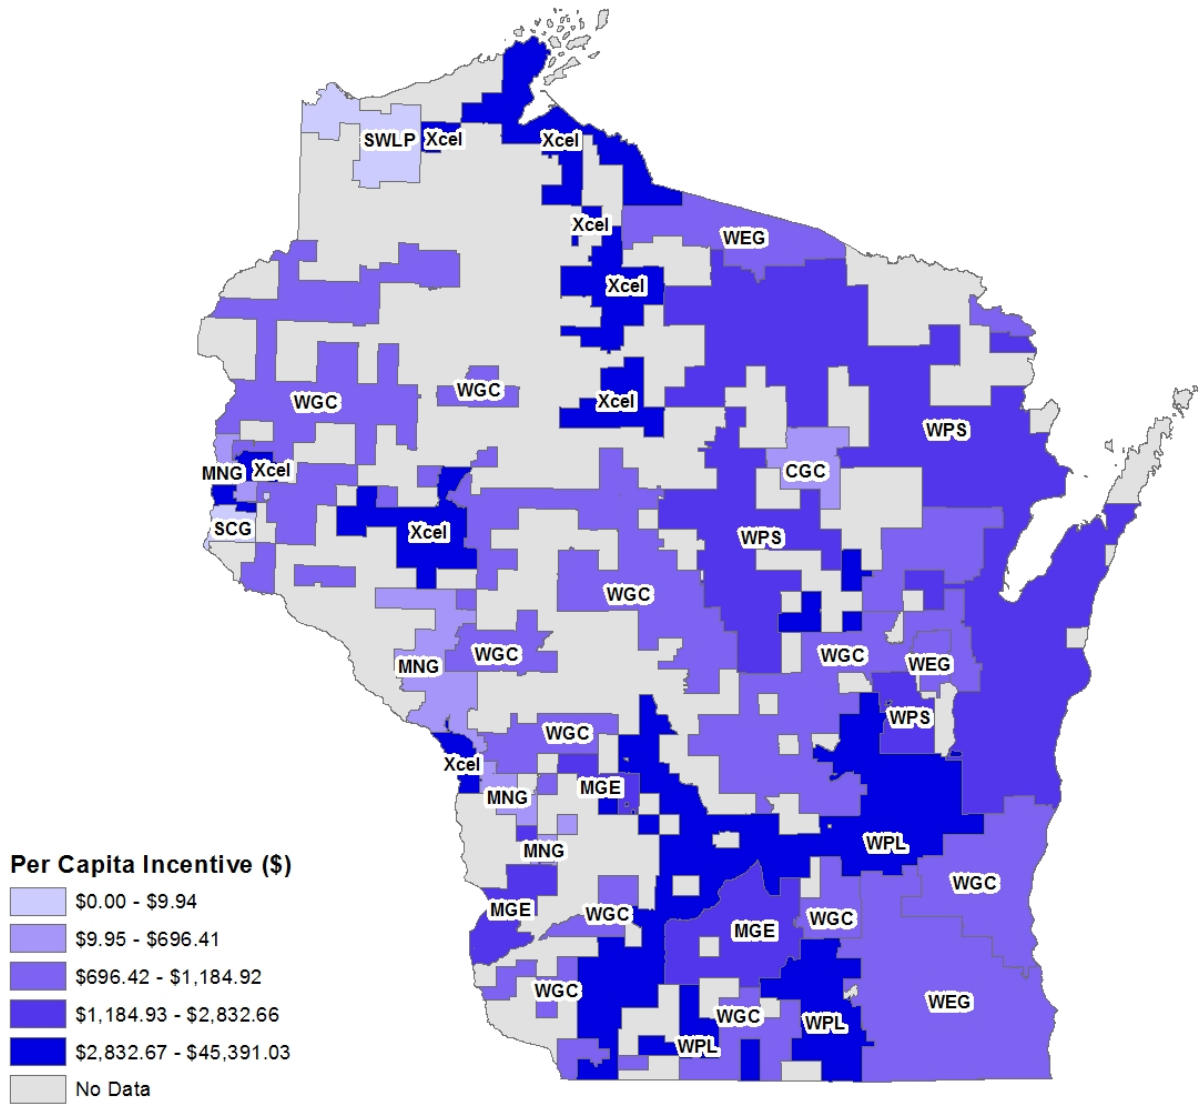 SWLP
Xcel
Xcel
Xcel
WEG
Xcel
WGC
WGC
Xcel
WPS
MNG
Xcel
CGC
SCG
Xcel
WPS
WGC
MNG
WGC
WGC
WEG
WPS
WGC
Xcel
MNG
MGE
MNG
WPL
WGC
MGE
WGC
MGE
WGC
WGC
WEG
WGC
WPL
WPL
Per Capita Incentive ($)
$0.00 - $9.94
$9.95 - $696.41
$696.42 - $1,184.92
$1,184.93 - $2,832.66
$2,832.67 - $45,391.03
No Data